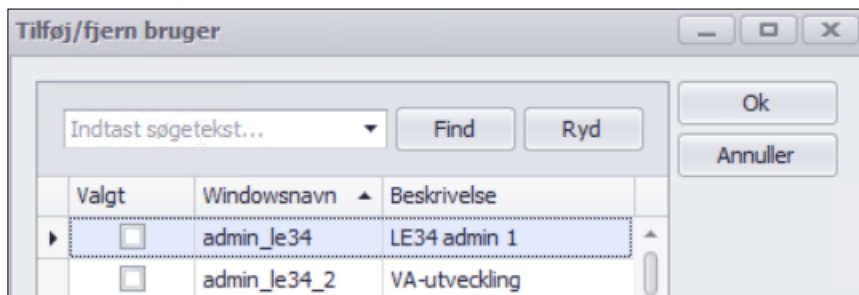 Tilføj/fjern bruger
Indtast søgetekst... Find Ryd Ok
Annuller
Valgt Windowsnavn Beskrivelse
admin_le34 LE34 admin 1
admin_le34_2 VA-utveckling